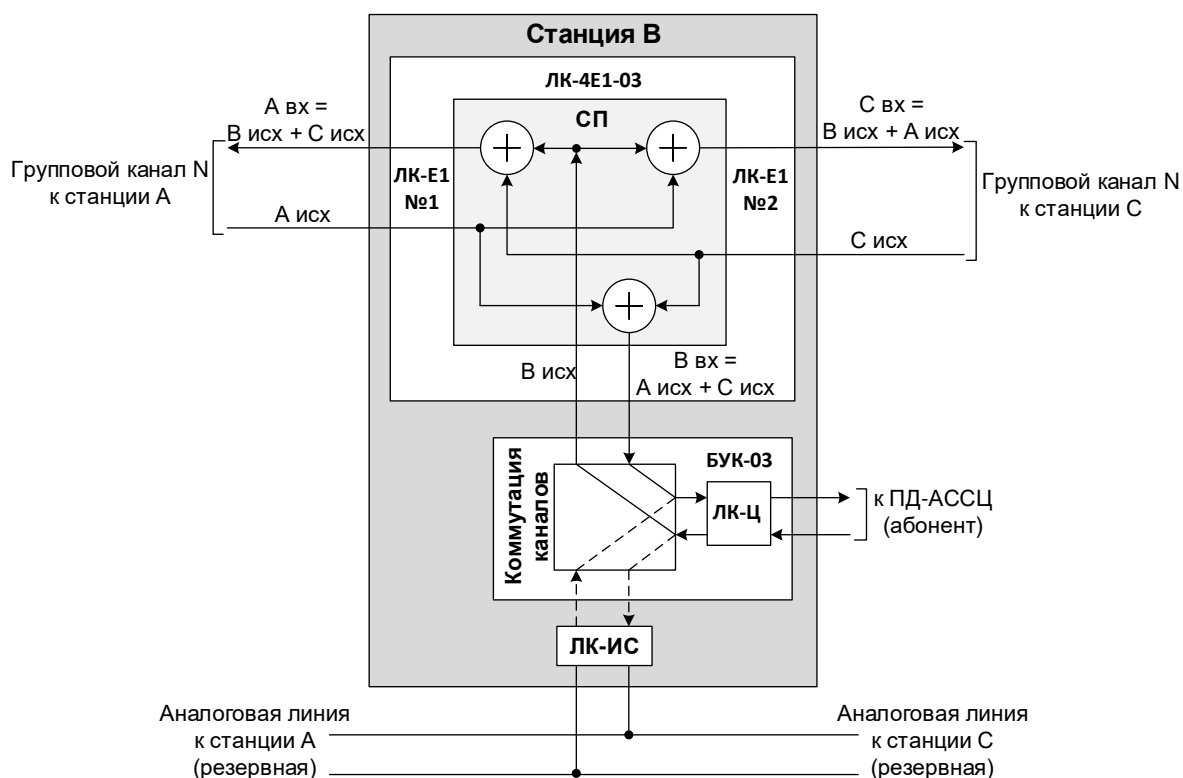 Станция В
ЛК-4Е1-03
СП
А вх =
В исх + С исх
С вх =
В исх + А исх
Групповой канал N
к станции А
ЛК-Е1
№1
ЛК-Е1
№2
Групповой канал N
к станции С
А исх
С исх
В исх
В вх =
А исх + С исх
БУК-03
Коммутация
каналов
ЛК-Ц
к ПД-АССЦ
(абонент)
ЛК-ИС
Аналоговая линия
к станции А
(резервная)
Аналоговая линия
к станции С
(резервная)